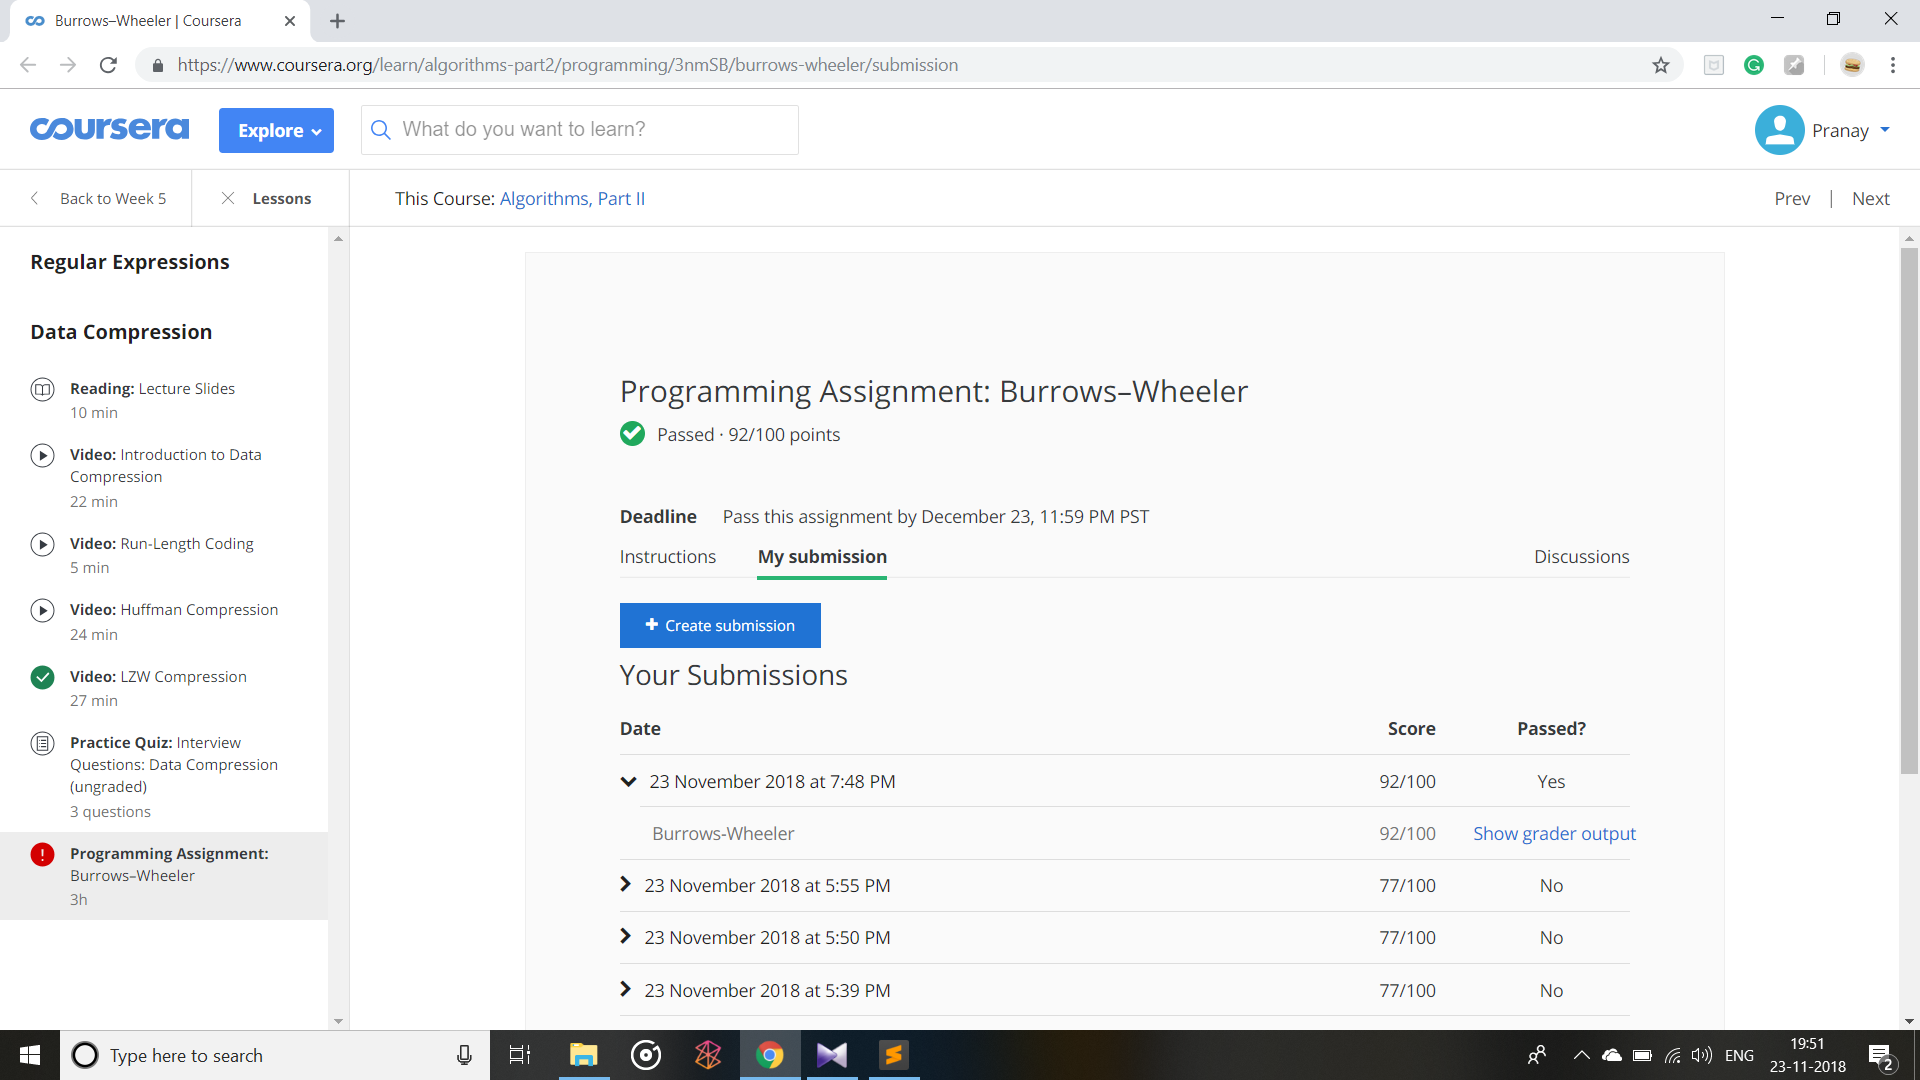 Burrows–Wheeler | Coursera
https://www.coursera.org/learn/algorithms-part2/programming/3nmSB/burrows-wheeler/submission
coursera
Explore
What do you want to learn?
Pranay
Back to Week 5
Lessons
This Course: Algorithms, Part II
Prev | Next
Regular Expressions
Data Compression
Reading: Lecture Slides
10 min
Video: Introduction to Data
Compression
22 min
Video: Run-Length Coding
5 min
Video: Huffman Compression
24 min
Video: LZW Compression
27 min
Practice Quiz: Interview
Questions: Data Compression
(ungraded)
3 questions
Programming Assignment:
Burrows–Wheeler
3h
Programming Assignment: Burrows–Wheeler
Passed · 92/100 points
Deadline Pass this assignment by December 23, 11:59 PM PST
Instructions My submission Discussions
+ Create submission
Your Submissions
Date Score Passed?
23 November 2018 at 7:48 PM 92/100 Yes
Burrows-Wheeler 92/100 Show grader output
23 November 2018 at 5:55 PM 77/100 No
23 November 2018 at 5:50 PM 77/100 No
23 November 2018 at 5:39 PM 77/100 No
Type here to search
ENG
19:51
23-11-2018
2